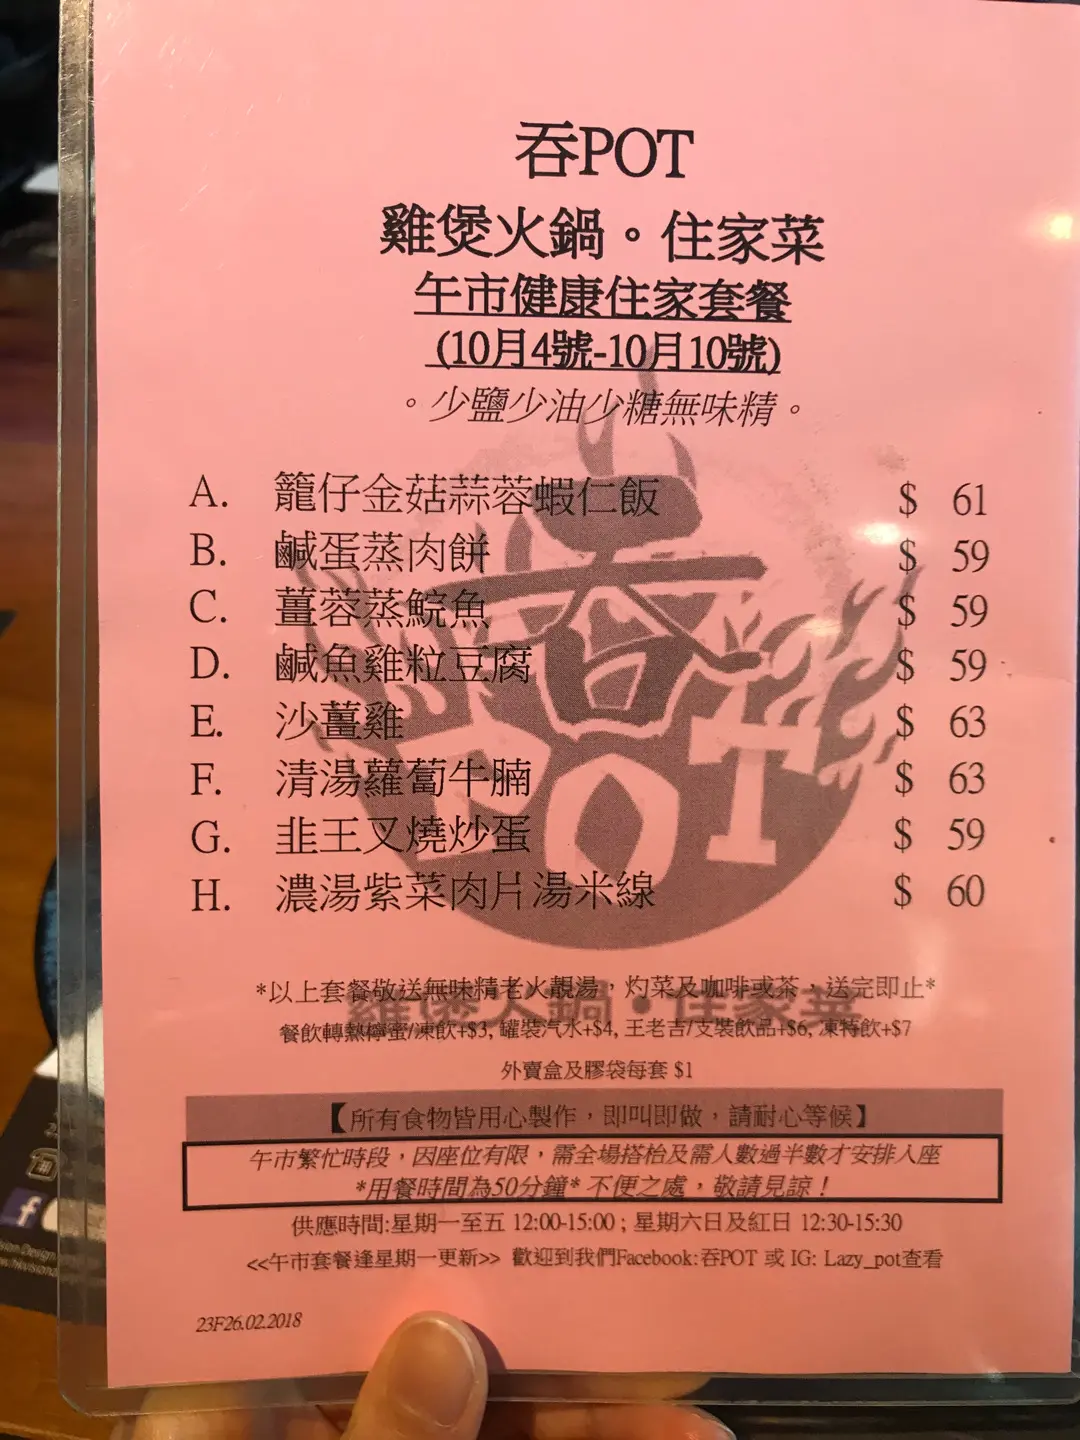 吞POT
雞煲火鍋。住家菜
午市健康住家套餐
(10月4號-10月10號)
。少鹽少油少糖無味精。
A. 籠仔金菇蒜蓉蝦仁飯 $ 61
B. 鹹蛋蒸肉餅 $ 59
C. 薑蓉蒸鯇魚 $ 59
D. 鹹魚雞粒豆腐 $ 59
E. 沙薑雞 $ 63
F. 清湯蘿蔔牛腩 $ 63
G. 韭王叉燒炒蛋 $ 59
H. 濃湯紫菜肉片湯米線 $ 60
吞
POT
雞煲火鍋・住家菜
*以上套餐敬送無味精老火靚湯，灼菜及咖啡或茶，送完即止*
餐飲轉熱檸蜜/凍飲+$3, 罐裝汽水+$4, 王老吉/支裝飲品+$6, 凍特飲+$7
外賣盒及膠袋每套 $1
【所有食物皆用心製作，即叫即做，請耐心等候】
午市繁忙時段，因座位有限，需全場搭枱及需人數過半數才安排入座
*用餐時間為50分鐘* 不便之處，敬請見諒！
供應時間:星期一至五 12:00-15:00 ; 星期六日及紅日 12:30-15:30
<<午市套餐逢星期一更新>> 歡迎到我們Facebook:吞POT 或 IG: Lazy_pot查看
23F26.02.2018